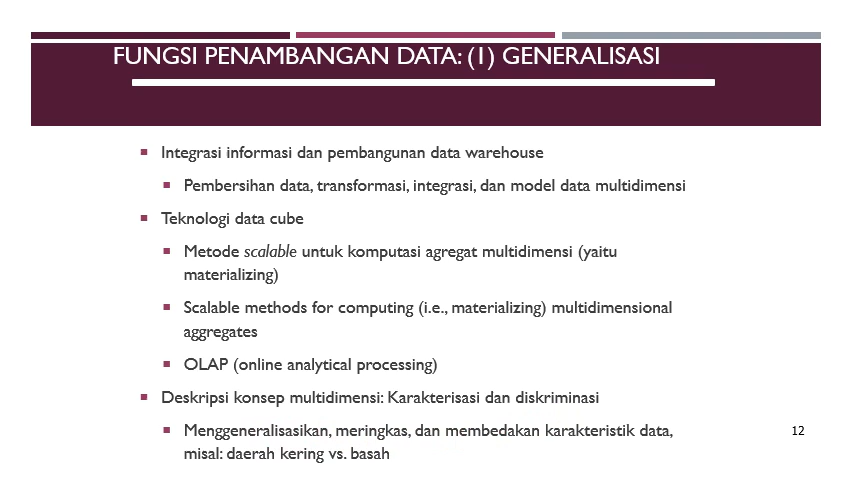 FUNGSI PENAMBANGAN DATA: (1) GENERALISASI
Integrasi informasi dan pembangunan data warehouse
Pembersihan data, transformasi, integrasi, dan model data multidimensi
Teknologi data cube
Metode scalable untuk komputasi agregat multidimensi (yaitu
materializing)
Scalable methods for computing (i.e., materializing) multidimensional
aggregates
OLAP (online analytical processing)
Deskripsi konsep multidimensi: Karakterisasi dan diskriminasi
Menggeneralisasikan, meringkas, dan membedakan karakteristik data,
misal: daerah kering vs. basah
12